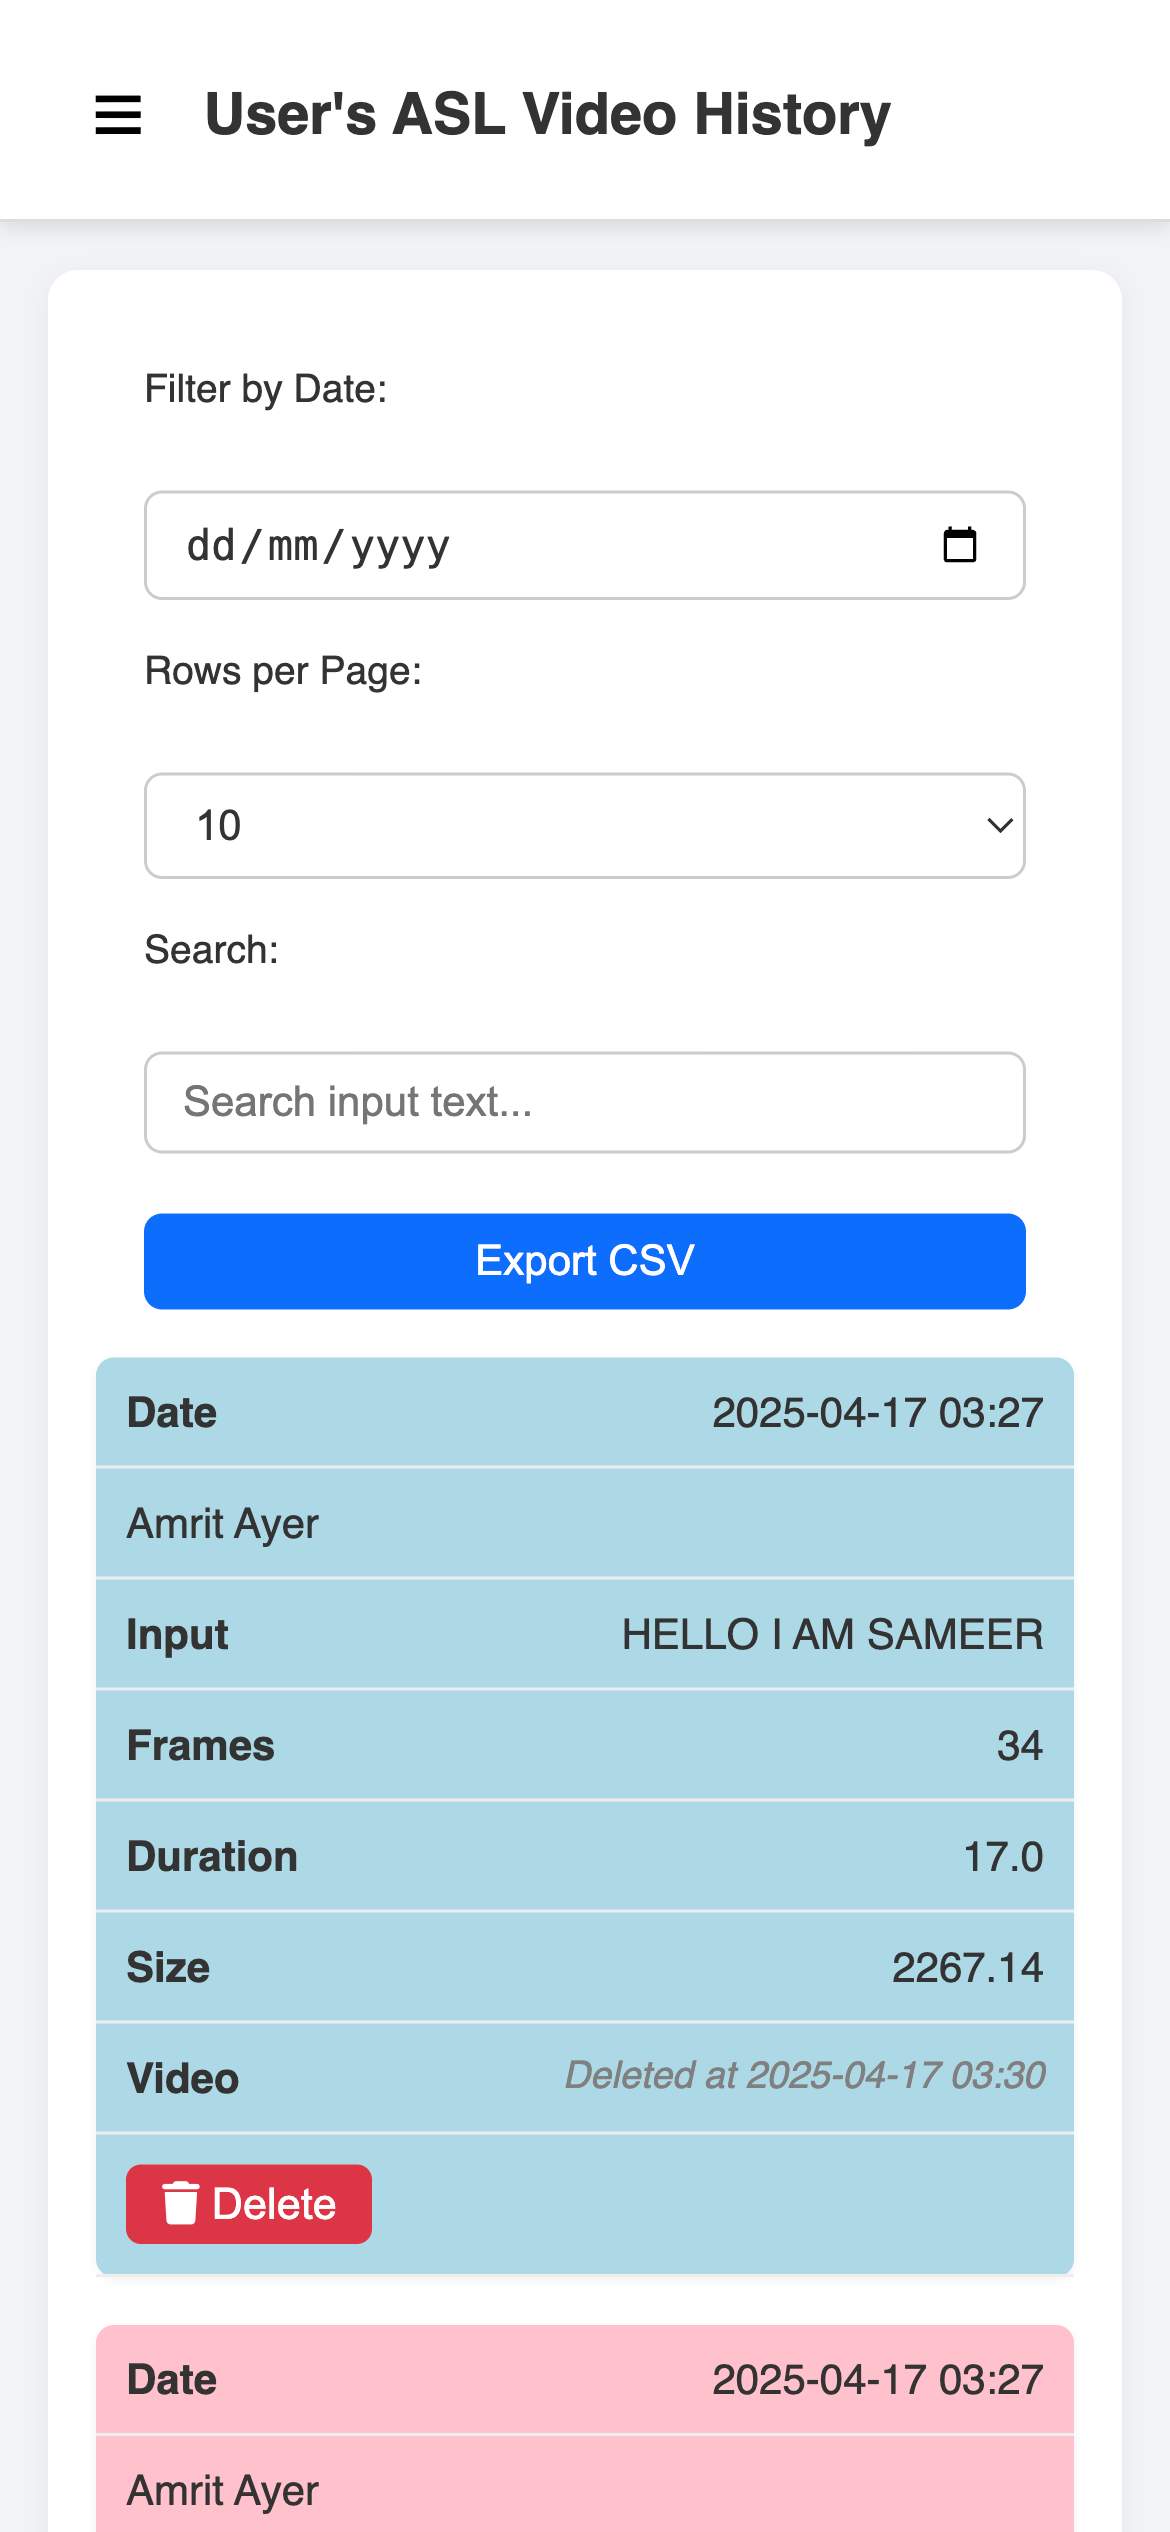 User's ASL Video History
Filter by Date:
dd/mm/yyyy
Rows per Page:
10
Search:
Search input text...
Export CSV
Date 2025-04-17 03:27
Amrit Ayer
Input HELLO I AM SAMEER
Frames 34
Duration 17.0
Size 2267.14
Video Deleted at 2025-04-17 03:30
Delete
Date 2025-04-17 03:27
Amrit Ayer